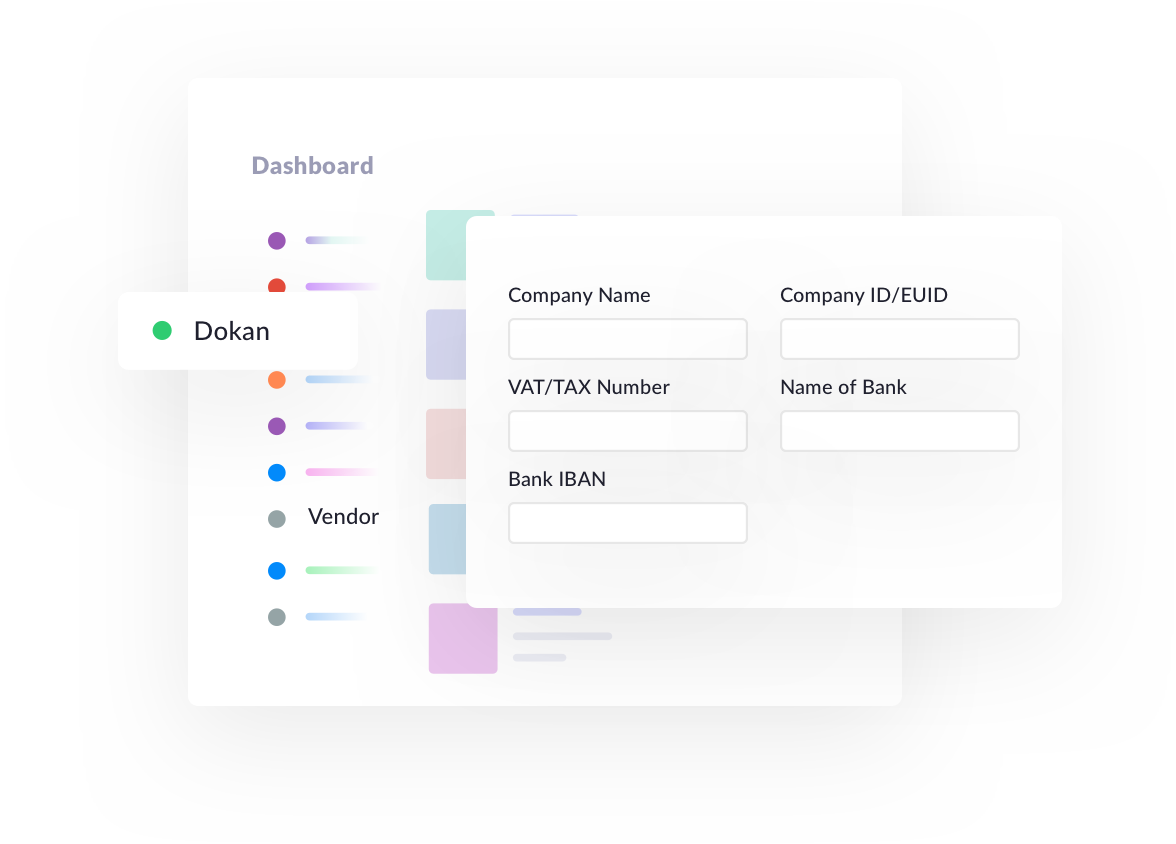 Dashboard
Dokan
Vendor
Company Name
Company ID/EUID
VAT/TAX Number
Name of Bank
Bank IBAN